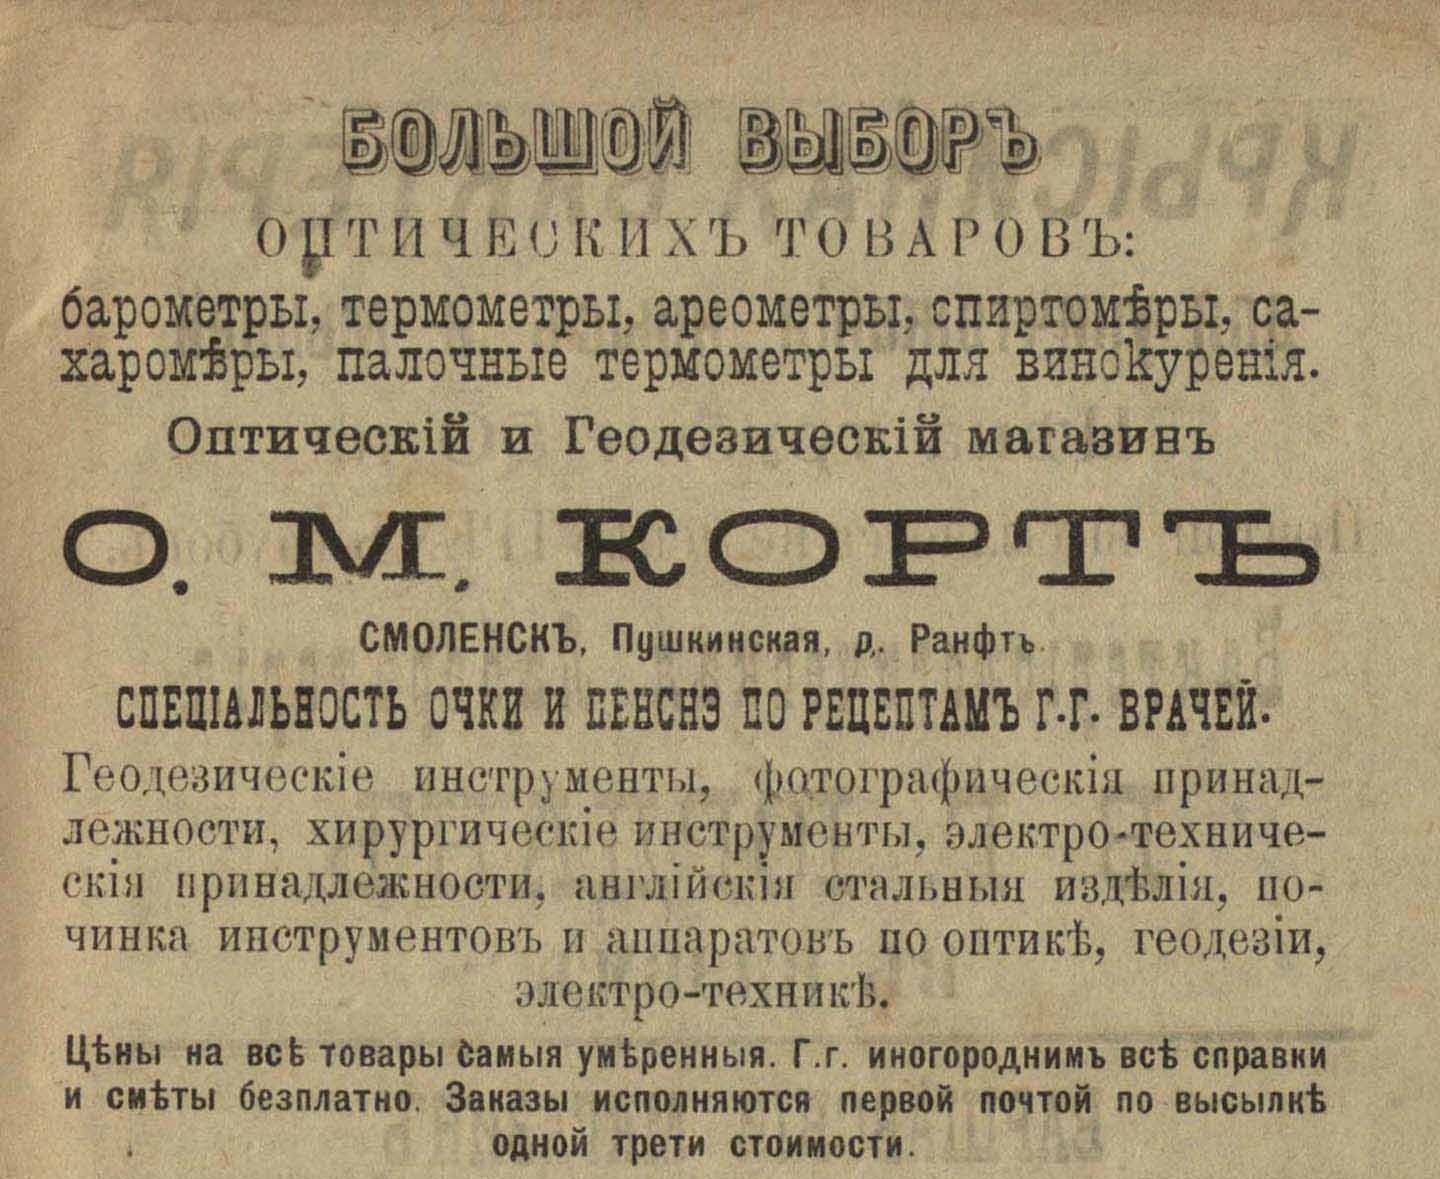 БОЛЬШОЙ ВЫБОРЪ
ОПТИЧЕСКИХЪ ТОВАРОВЪ:
барометры, термометры, ареометры, спиртомѣры, са-
харомѣры, палочные термометры для винокуренія.
Оптическій и Геодезическій магазинъ
О. М. КОРТЪ
СМОЛЕНСКЪ, Пушкинская, д. Ранфтъ.
СПЕЦІАЛЬНОСТЬ ОЧКИ И ПЕНСНЭ ПО РЕЦЕПТАМЪ Г.Г. ВРАЧЕЙ.
Геодезическіе инструменты, фотографическія принад-
лежности, хирургическіе инструменты, электро-техниче-
скія принадлежности, англійскія стальныя издѣлія, по-
чинка инструментовъ и аппаратовъ по оптикѣ, геодезіи,
электро-техникѣ.
Цѣны на всѣ товары самыя умѣренныя. Г.г. иногороднимъ всѣ справки
и смѣты безплатно. Заказы исполняются первой почтой по высылкѣ
одной трети стоимости.